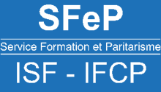 SFeP
Service Formation et Paritarisme
ISF - IFCP